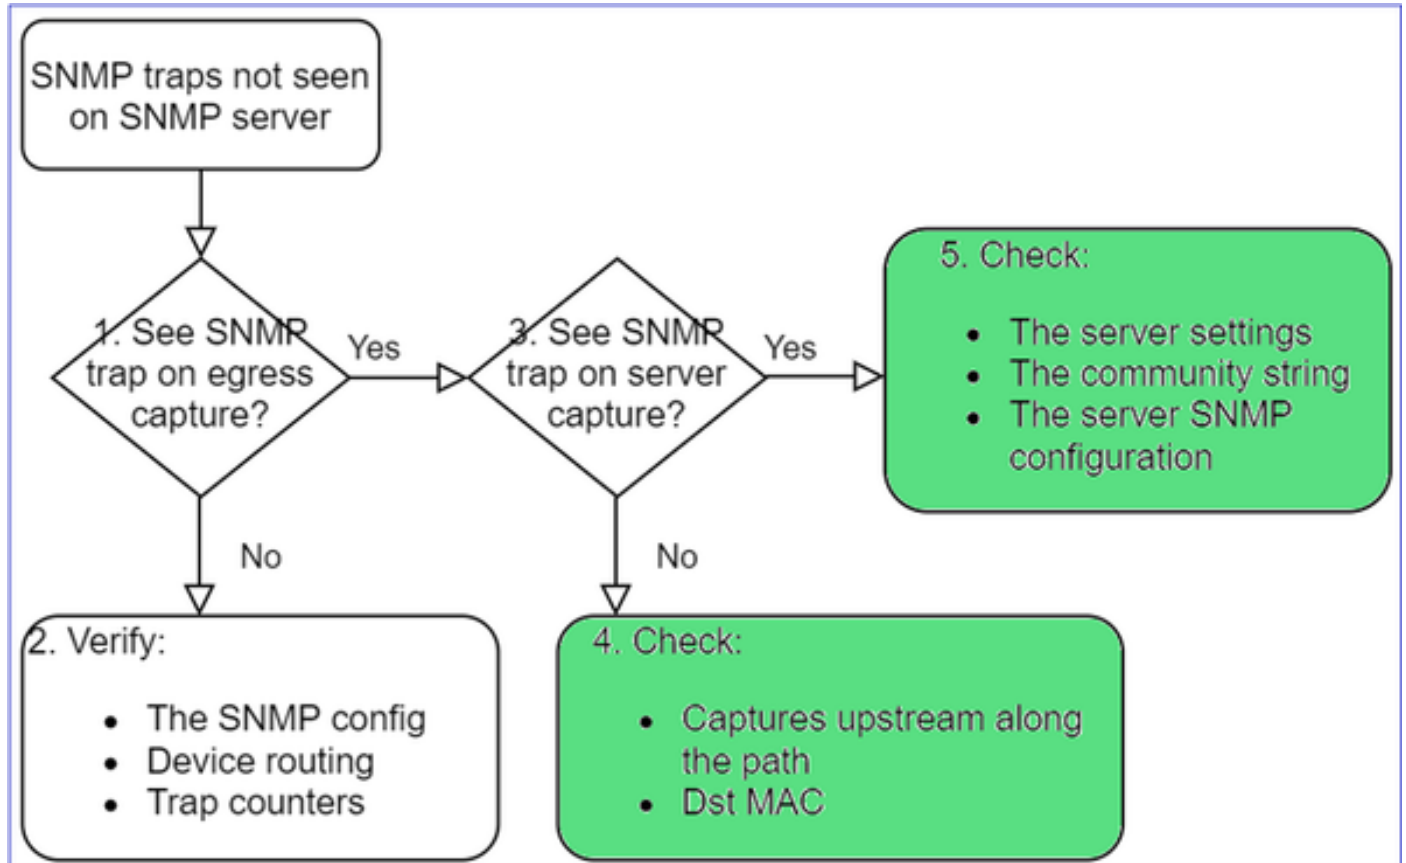 SNMP traps not seen
on SNMP server
1. See SNMP
trap on egress
capture?
Yes
3. See SNMP
trap on server
capture?
Yes
5. Check:
• The server settings
• The community string
• The server SNMP
configuration
No
No
2. Verify:
• The SNMP config
• Device routing
• Trap counters
4. Check:
• Captures upstream along
the path
• Dst MAC